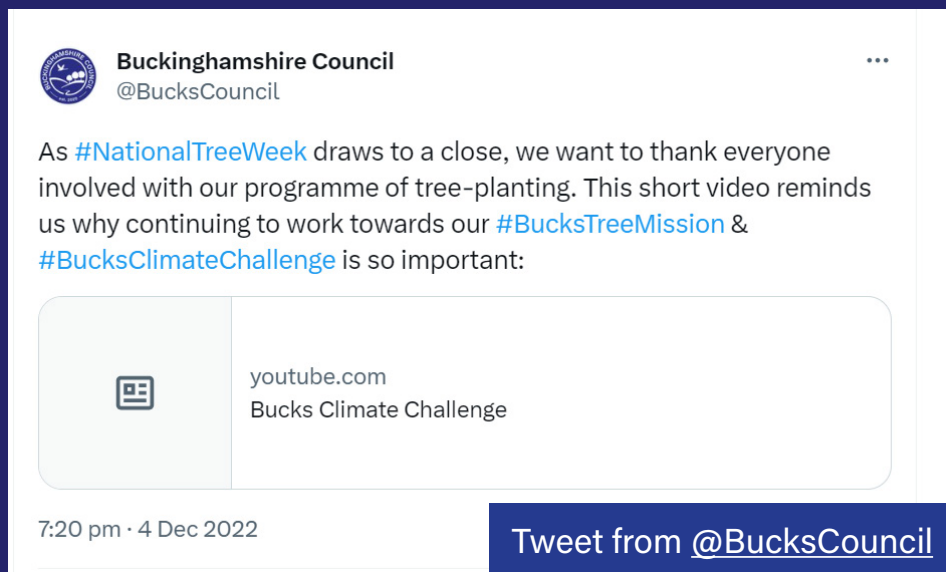 Buckinghamshire Council
@BucksCouncil
As #NationalTreeWeek draws to a close, we want to thank everyone
involved with our programme of tree-planting. This short video reminds
us why continuing to work towards our #BucksTreeMission &
#BucksClimateChallenge is so important:
youtube.com
Bucks Climate Challenge
7:20 pm · 4 Dec 2022
Tweet from @BucksCouncil